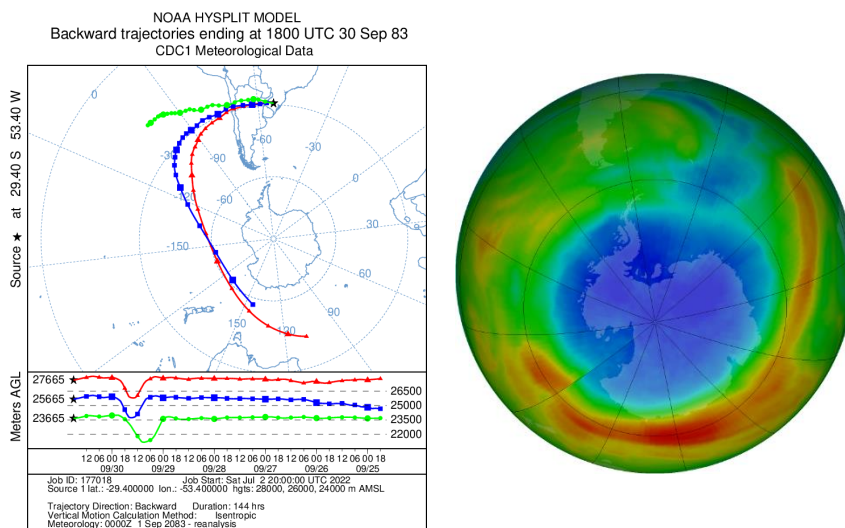 NOAA HYSPLIT MODEL
Backward trajectories ending at 1800 UTC 30 Sep 83
CDC1 Meteorological Data
Source ★ at 29.40 S 53.40 W
0
-30
-60
-90
-30
-60
0
30
60
90
120
150
-150
-120
Meters AGL
27665
25665
23665
26500
25000
23500
22000
12 06 00 18 12 06 00 18 12 06 00 18 12 06 00 18 12 06 00 18 12 06 00 18
09/30 09/29 09/28 09/27 09/26 09/25
Job ID: 177018 Job Start: Sat Jul 2 20:00:00 UTC 2022
Source 1 lat.: -29.400000 lon.: -53.400000 hgts: 28000, 26000, 24000 m AMSL
Trajectory Direction: Backward Duration: 144 hrs
Vertical Motion Calculation Method: Isentropic
Meteorology: 0000Z 1 Sep 2083 - reanalysis